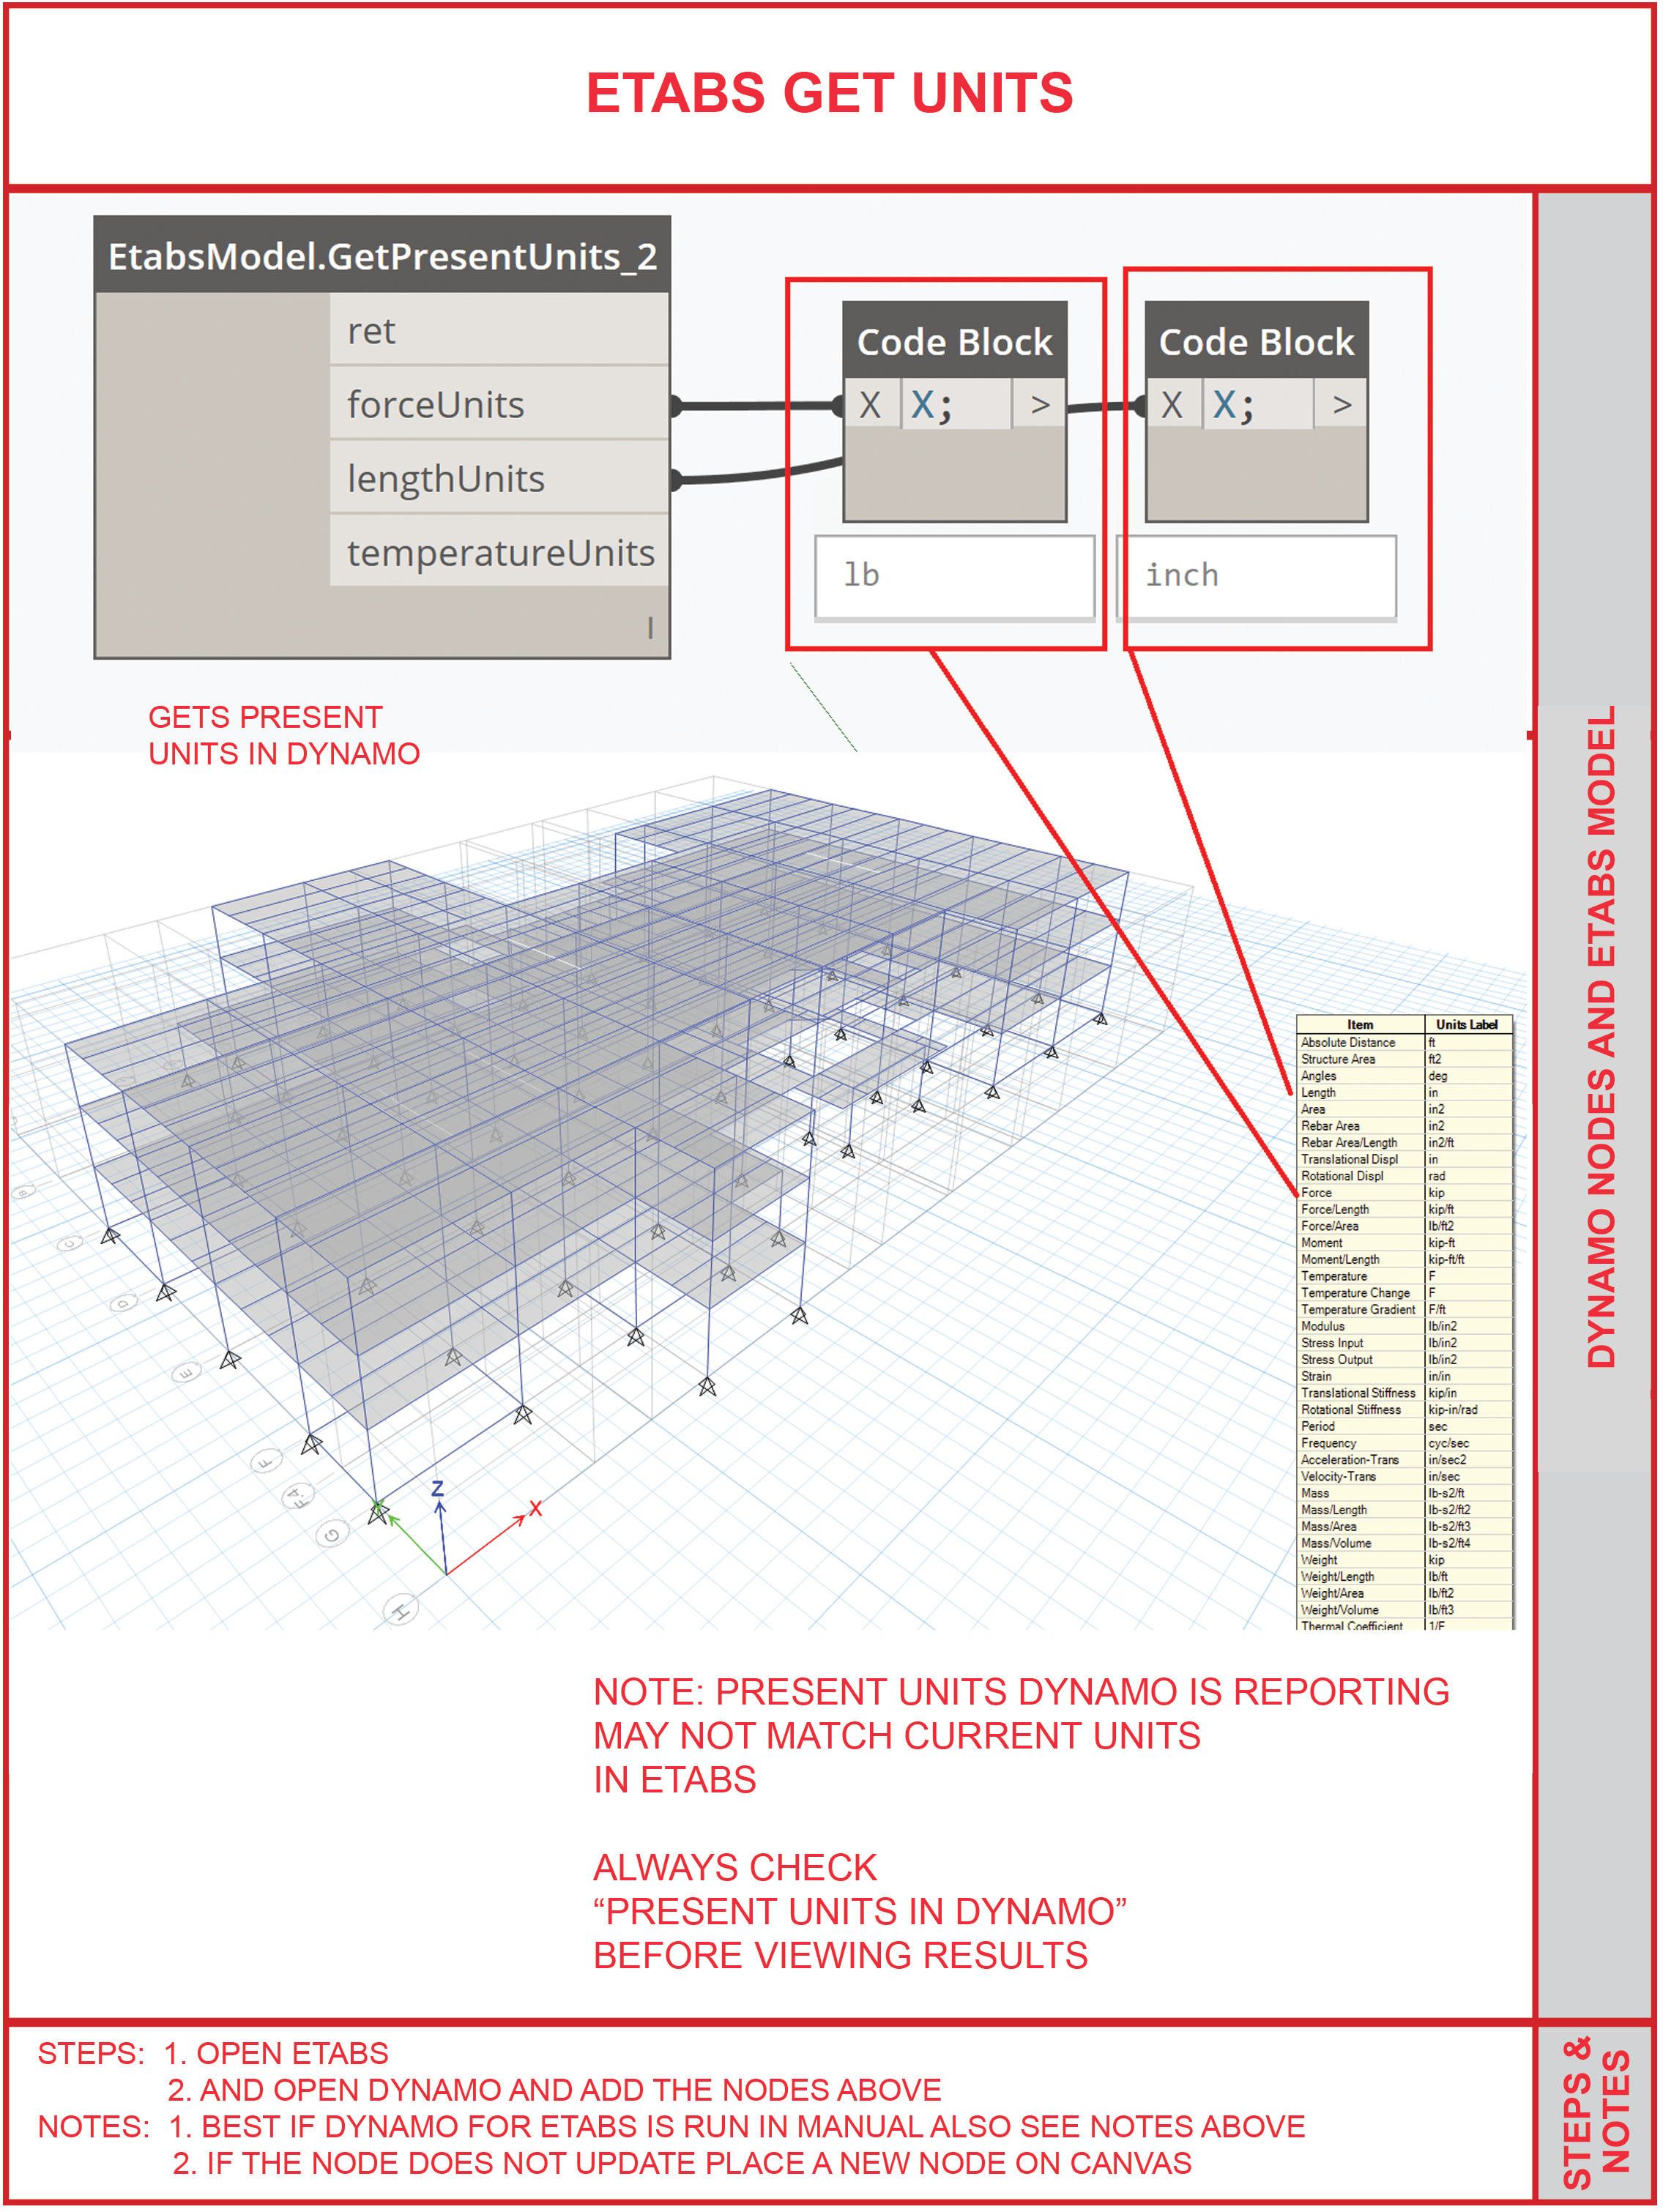 ETABS GET UNITS
EtabsModel.GetPresentUnits_2
ret
forceUnits
lengthUnits
temperatureUnits
l
Code Block
X X; >
lb
Code Block
X X; >
inch
GETS PRESENT
UNITS IN DYNAMO
DYNAMO NODES AND ETABS MODEL
Item Units Label
Absolute Distance ft
Structure Area ft2
Angles deg
Length in
Area in2
Rebar Area in2
Rebar Area/Length in2/ft
Translational Displ in
Rotational Displ rad
Force kip
Force/Length kip/ft
Force/Area lb/ft2
Moment kip-ft
Moment/Length kip-ft/ft
Temperature F
Temperature Change F
Temperature Gradient F/ft
Modulus lb/in2
Stress Input lb/in2
Stress Output lb/in2
Strain in/in
Translational Stiffness kip/in
Rotational Stiffness kip-in/rad
Period sec
Frequency cyc/sec
Acceleration-Trans in/sec2
Velocity-Trans in/sec
Mass lb-s2/ft
Mass/Length lb-s2/ft2
Mass/Area lb-s2/ft3
Mass/Volume lb-s2/ft4
Weight kip
Weight/Length lb/ft
Weight/Area lb/ft2
Weight/Volume lb/ft3
Thermal Coefficient 1/F
B
C
D
E
F
F.4
G
H
Z
X
Y
NOTE: PRESENT UNITS DYNAMO IS REPORTING
MAY NOT MATCH CURRENT UNITS
IN ETABS
ALWAYS CHECK
“PRESENT UNITS IN DYNAMO”
BEFORE VIEWING RESULTS
STEPS: 1. OPEN ETABS
2. AND OPEN DYNAMO AND ADD THE NODES ABOVE
NOTES: 1. BEST IF DYNAMO FOR ETABS IS RUN IN MANUAL ALSO SEE NOTES ABOVE
2. IF THE NODE DOES NOT UPDATE PLACE A NEW NODE ON CANVAS
STEPS &
NOTES